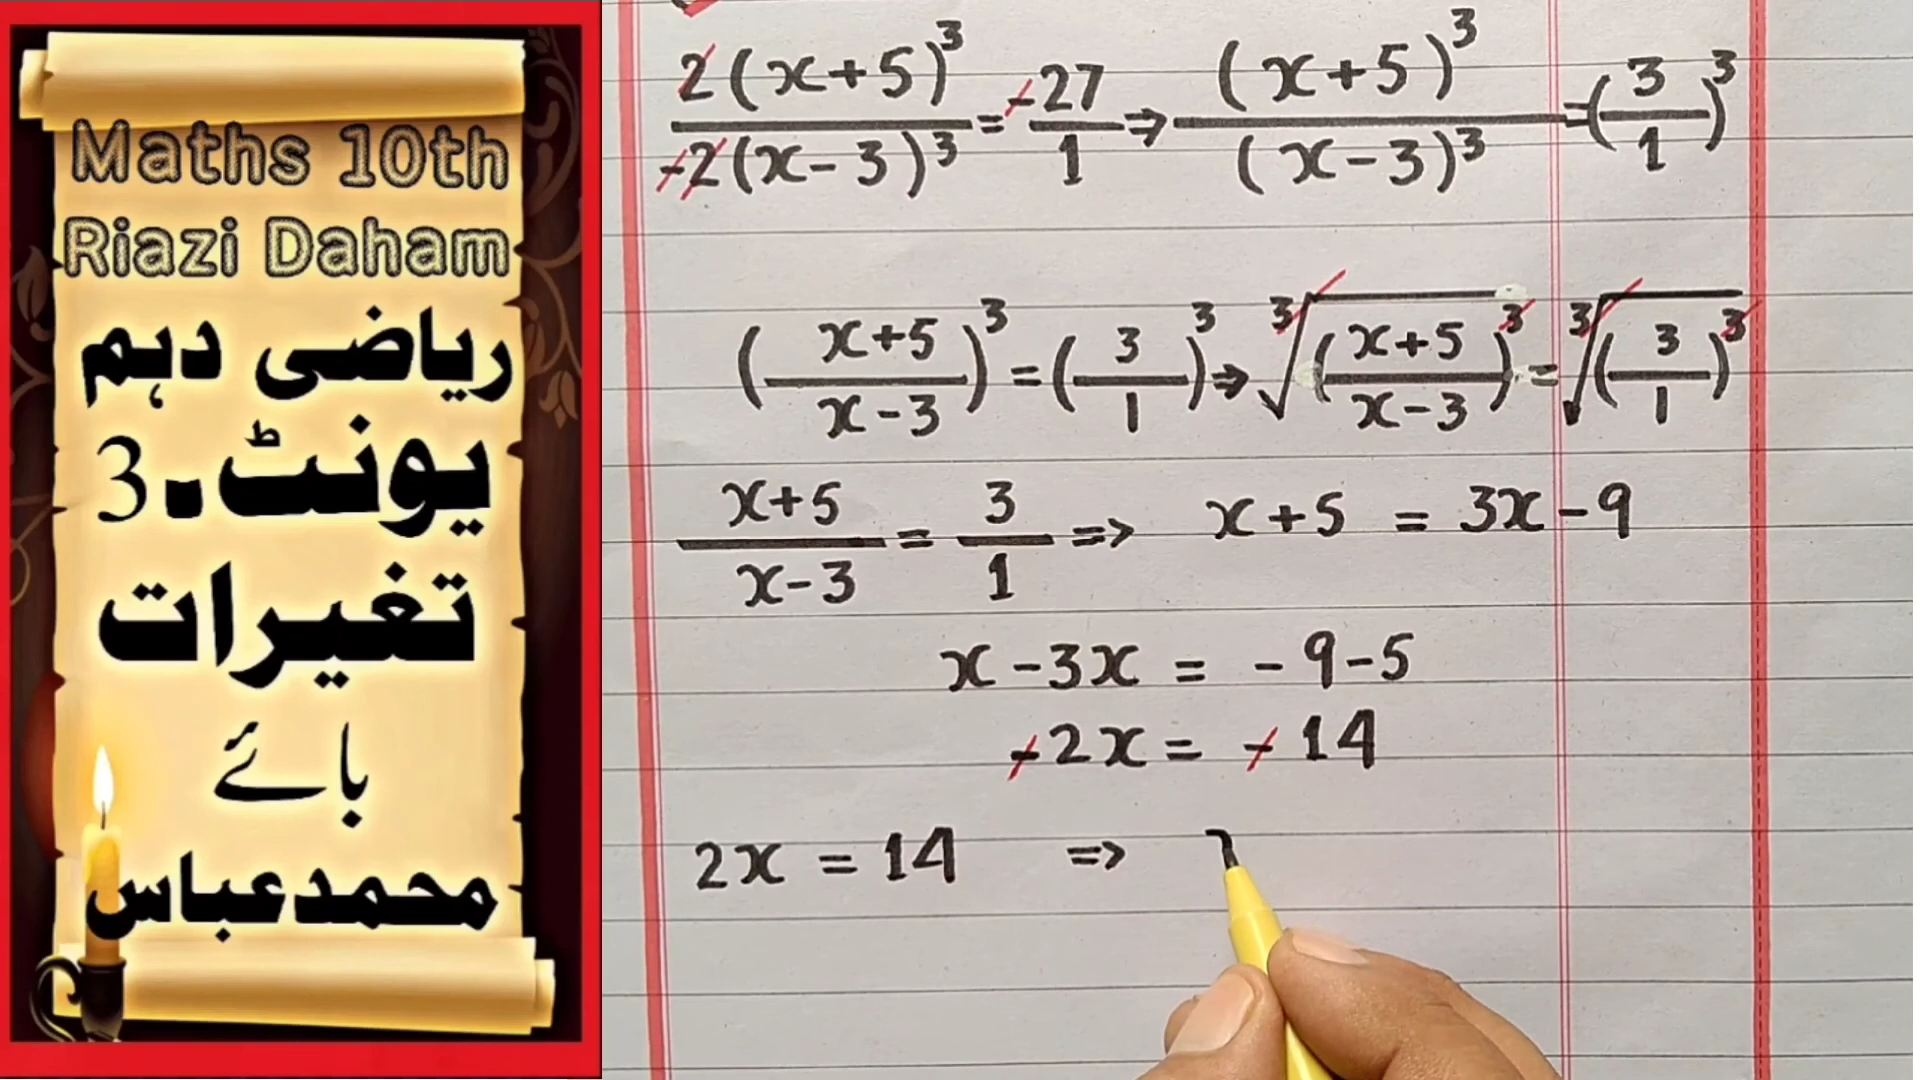 Maths 10th
Riazi Daham
ریاضی دہم
یونٹ.3
تغیرات
بائے
محمدعباس
2(x+5)^3 / -2(x-3)^3 = -27/1 ⇒ (x+5)^3 / (x-3)^3 = (3/1)^3
((x+5)/(x-3))^3 = (3/1)^3 ⇒ ∛((x+5)/(x-3))^3 = ∛(3/1)^3
(x+5)/(x-3) = 3/1 ⇒ x+5 = 3x-9
x-3x = -9-5
-2x = -14
2x = 14 ⇒